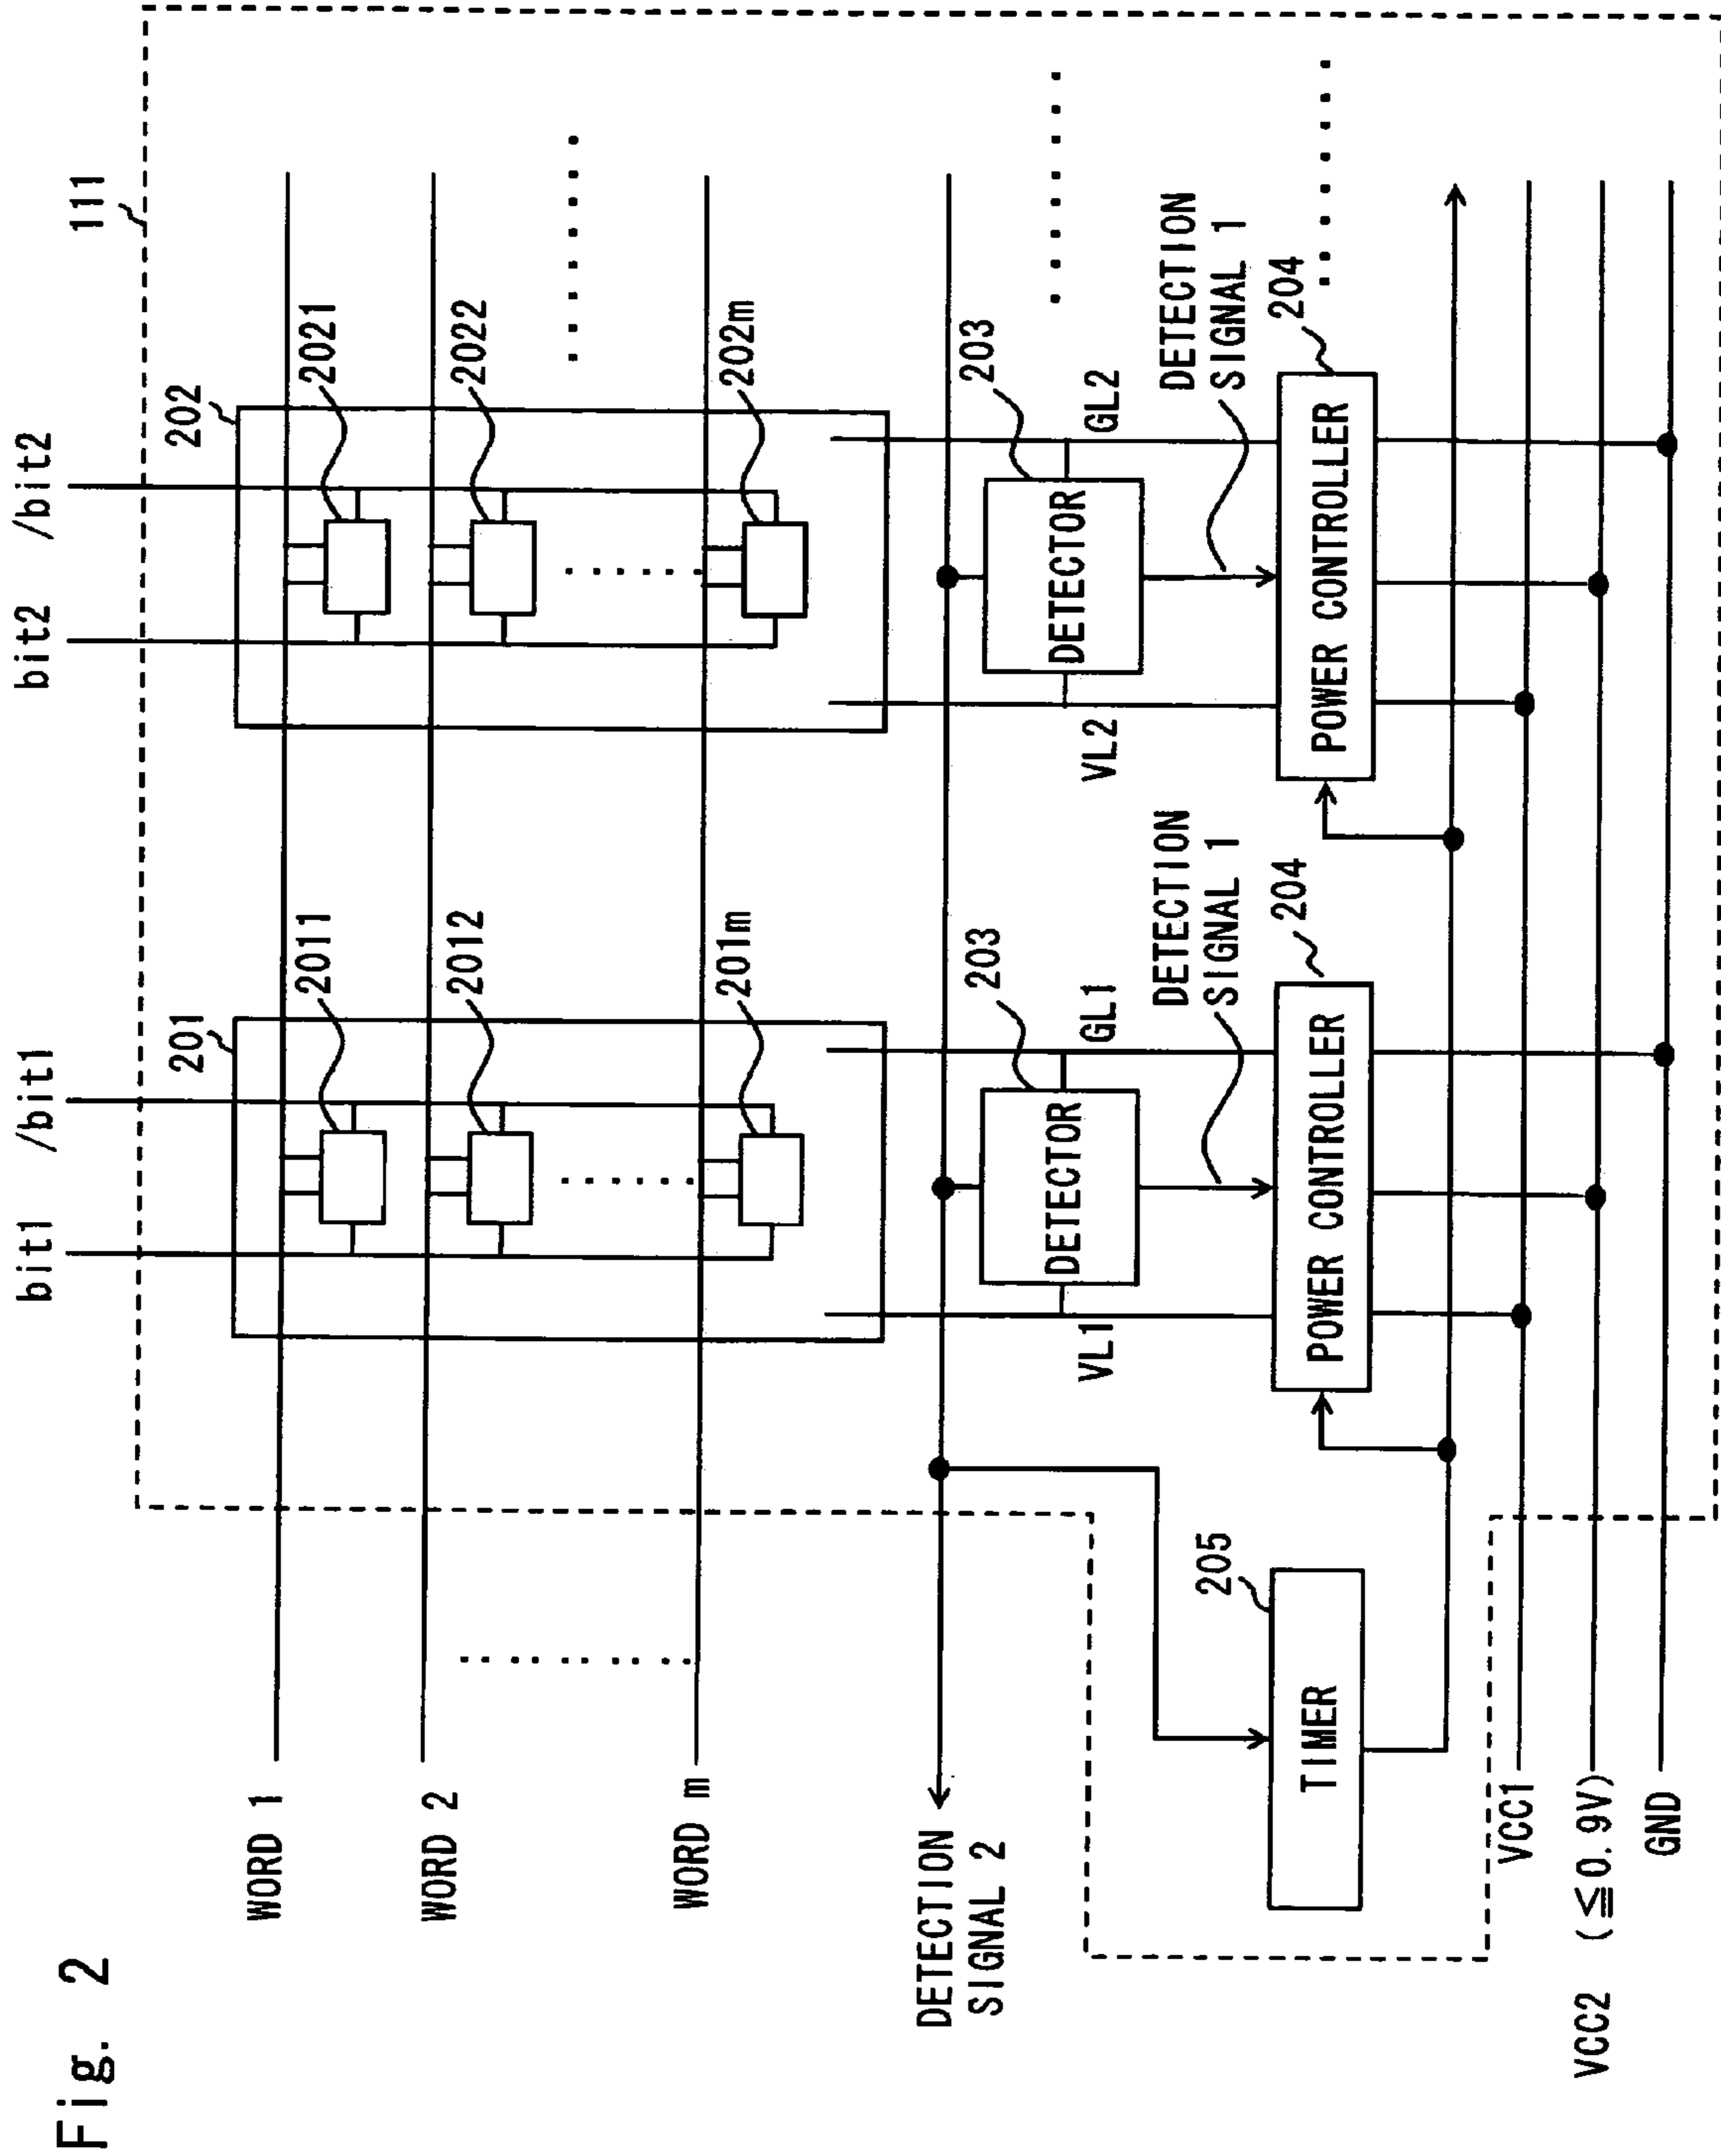 Fig. 2
bit1 /bit1
bit2 /bit2
111
201
202
WORD 1
2011
2021
WORD 2
2012
2022
WORD m
201m
202m
DETECTION
SIGNAL 2
203
203
DETECTOR
DETECTOR
VL1
GL1
VL2
GL2
DETECTION
SIGNAL 1
DETECTION
SIGNAL 1
205
204
204
TIMER
POWER CONTROLLER
POWER CONTROLLER
VCC1
VCC2 (≦0.9V)
GND